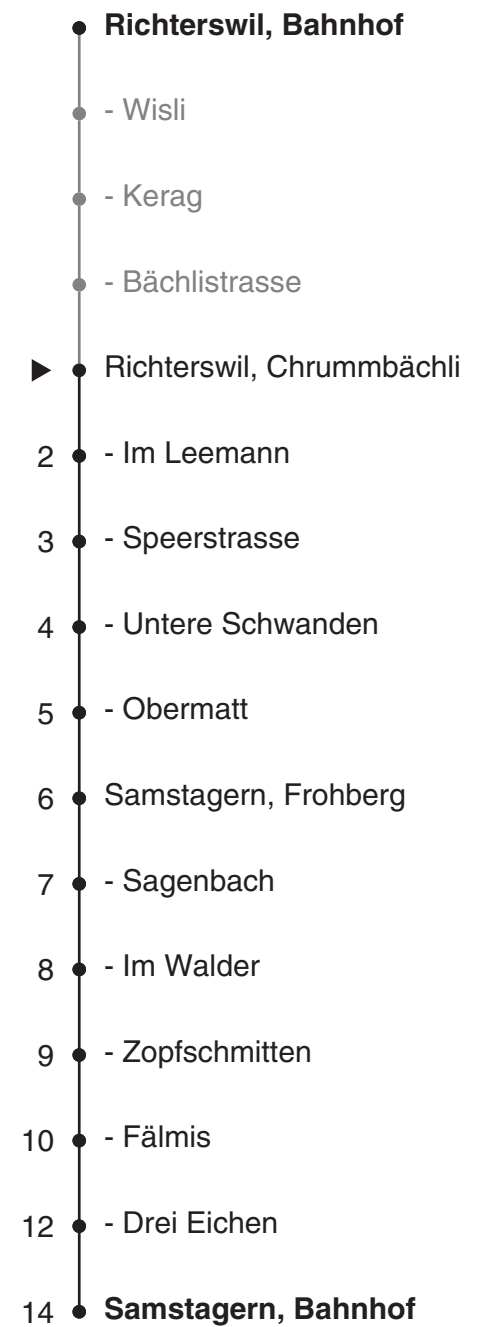 Richterswil, Bahnhof
- Wisli
- Kerag
- Bächlistrasse
Richterswil, Chrummbächli
2 - Im Leemann
3 - Speerstrasse
4 - Untere Schwanden
5 - Obermatt
6 Samstagern, Frohberg
7 - Sagenbach
8 - Im Walder
9 - Zopfschmitten
10 - Fälmis
12 - Drei Eichen
14 Samstagern, Bahnhof